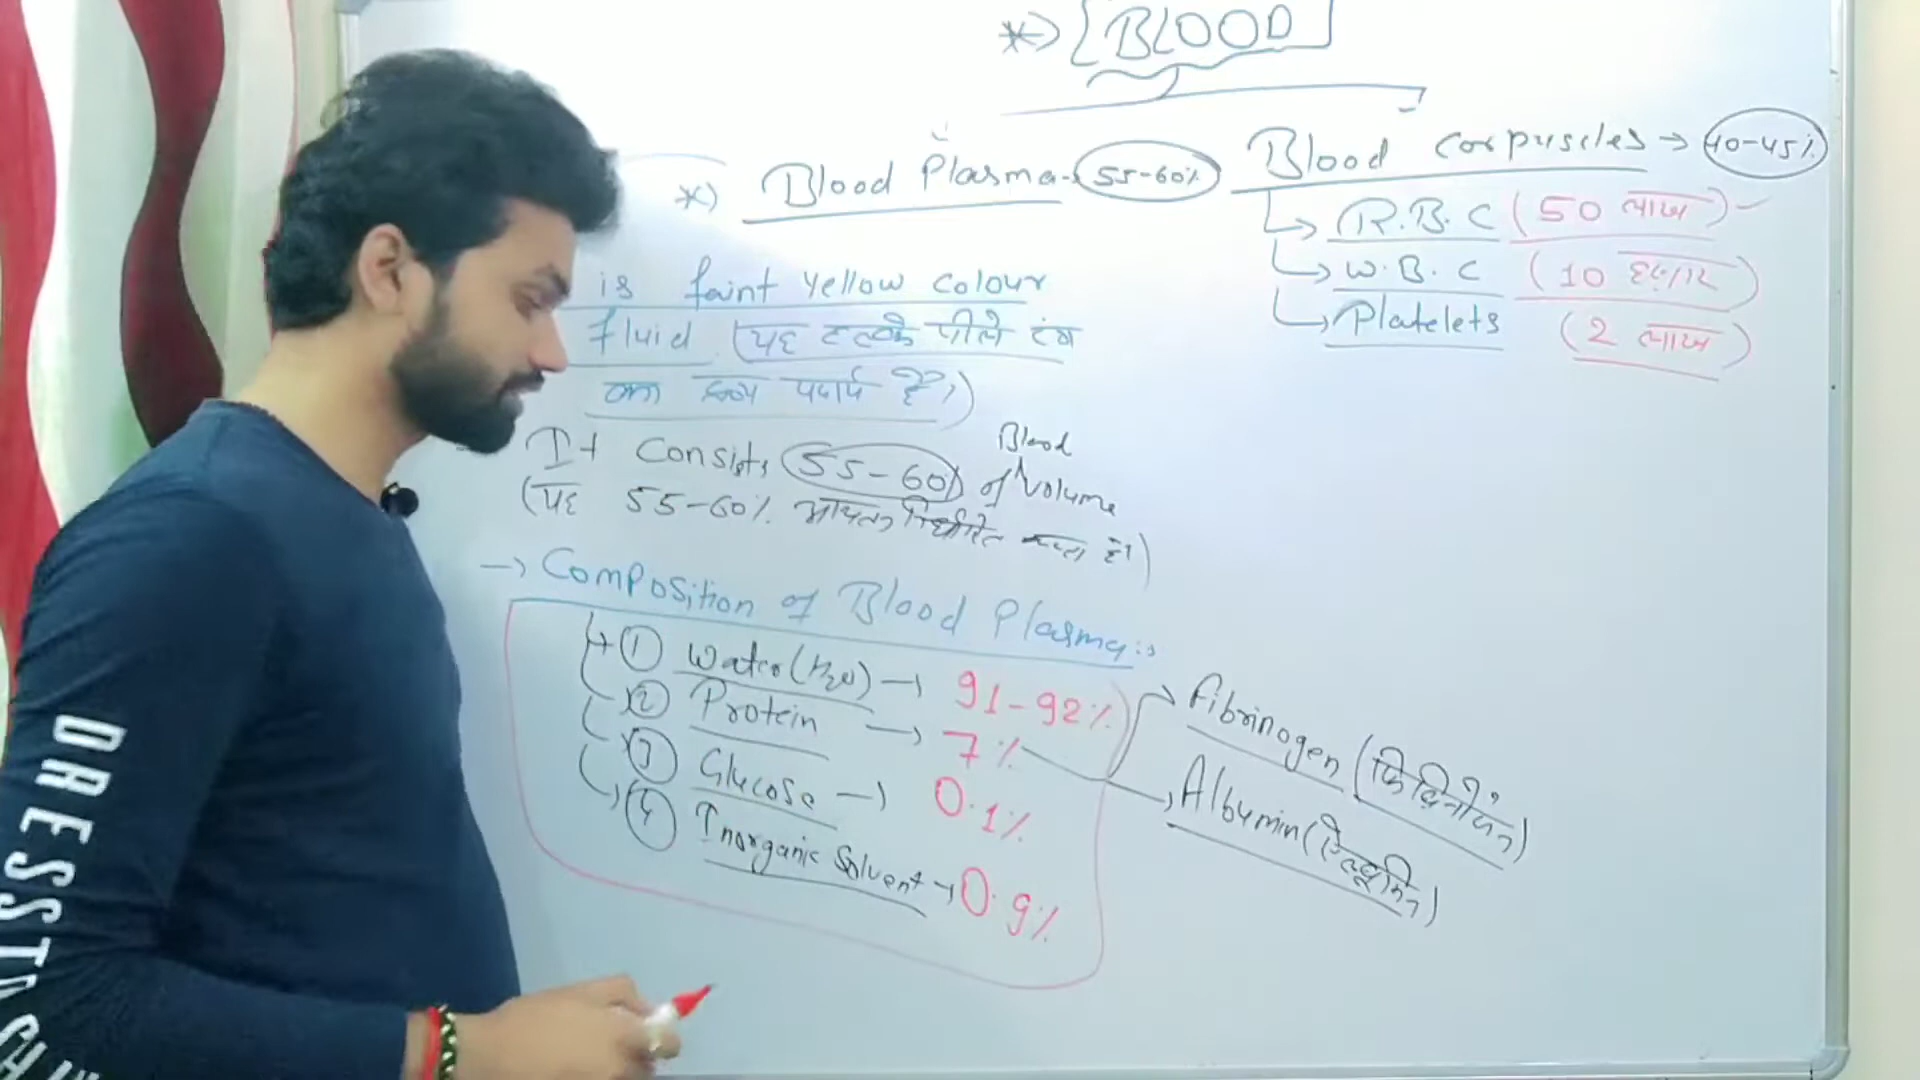 *) BLOOD
*) Blood Plasma → 55-60%
is faint yellow colour
fluid (यह हल्के पीले रंग
का द्रव्य पदार्थ है।)
It Consists 55-60% of Blood volume
(यह 55-60% आयतन निर्धारित करता है।)
→ Composition of Blood Plasma :-
① Water (H2O) → 91-92%
② Protein → 7%
③ Glucose → 0.1%
④ Inorganic Solvent → 0.9%
Fibrinogen (फिब्रिनोजन)
Albumin (ऐल्बूमिन)
Blood Corpuscles → 40-45%
R.B.C (50 लाख)
W.B.C (10 हजार)
Platelets (2 लाख)
DRESSTA